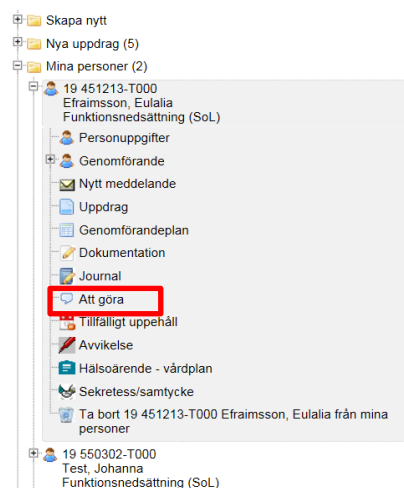 Skapa nytt
Nya uppdrag (5)
Mina personer (2)
19 451213-T000
Efraimsson, Eulalia
Funktionsnedsättning (SoL)
Personuppgifter
Genomförande
Nytt meddelande
Uppdrag
Genomförandeplan
Dokumentation
Journal
Att göra
Tillfälligt uppehåll
Avvikelse
Hälsoärende - vårdplan
Sekretess/samtycke
Ta bort 19 451213-T000 Efraimsson, Eulalia från mina
personer
19 550302-T000
Test, Johanna
Funktionsnedsättning (SoL)